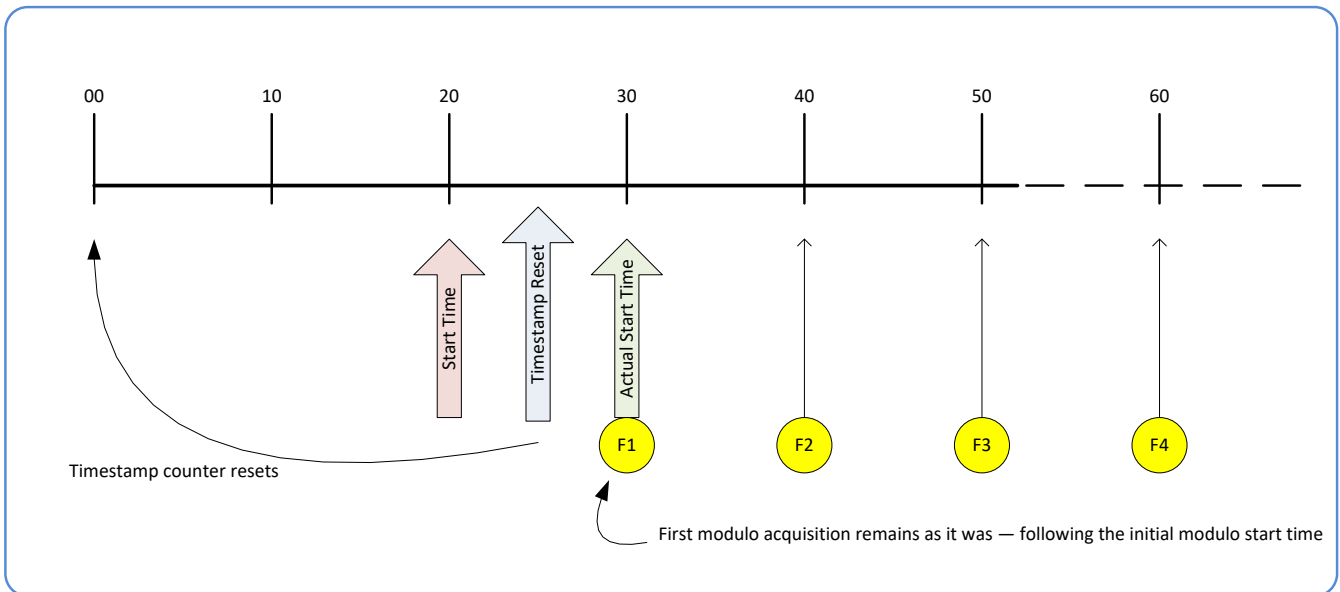 00 10 20 30 40 50 60
Start Time
Timestamp Reset
Actual Start Time
F1 F2 F3 F4
Timestamp counter resets
First modulo acquisition remains as it was — following the initial modulo start time